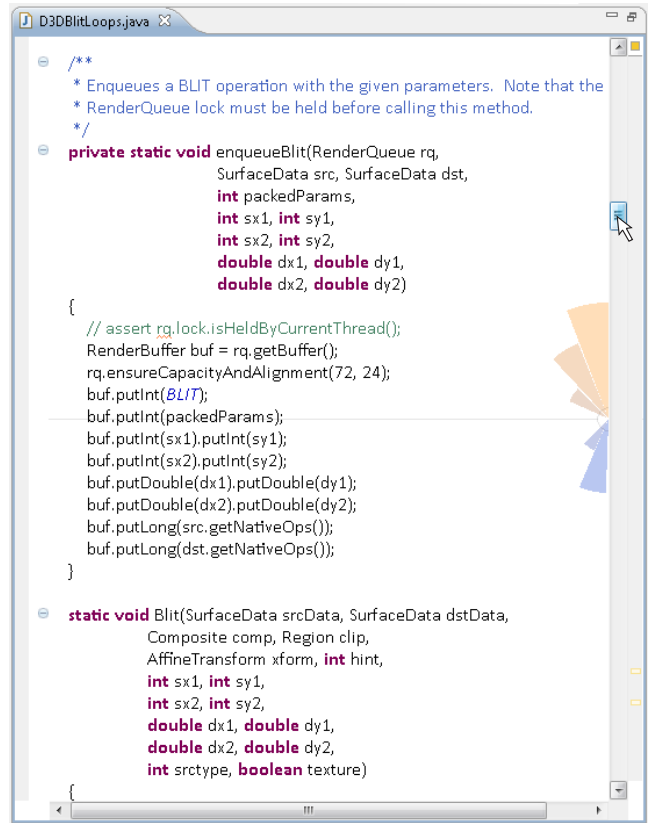 D3DBlitLoops.java
/**
* Enqueues a BLIT operation with the given parameters.  Note that the
* RenderQueue lock must be held before calling this method.
*/
private static void enqueueBlit(RenderQueue rq,
SurfaceData src, SurfaceData dst,
int packedParams,
int sx1, int sy1,
int sx2, int sy2,
double dx1, double dy1,
double dx2, double dy2)
{
// assert rq.lock.isHeldByCurrentThread();
RenderBuffer buf = rq.getBuffer();
rq.ensureCapacityAndAlignment(72, 24);
buf.putInt(BLIT);
buf.putInt(packedParams);
buf.putInt(sx1).putInt(sy1);
buf.putInt(sx2).putInt(sy2);
buf.putDouble(dx1).putDouble(dy1);
buf.putDouble(dx2).putDouble(dy2);
buf.putLong(src.getNativeOps());
buf.putLong(dst.getNativeOps());
}
static void Blit(SurfaceData srcData, SurfaceData dstData,
Composite comp, Region clip,
AffineTransform xform, int hint,
int sx1, int sy1,
int sx2, int sy2,
double dx1, double dy1,
double dx2, double dy2,
int srctype, boolean texture)
{